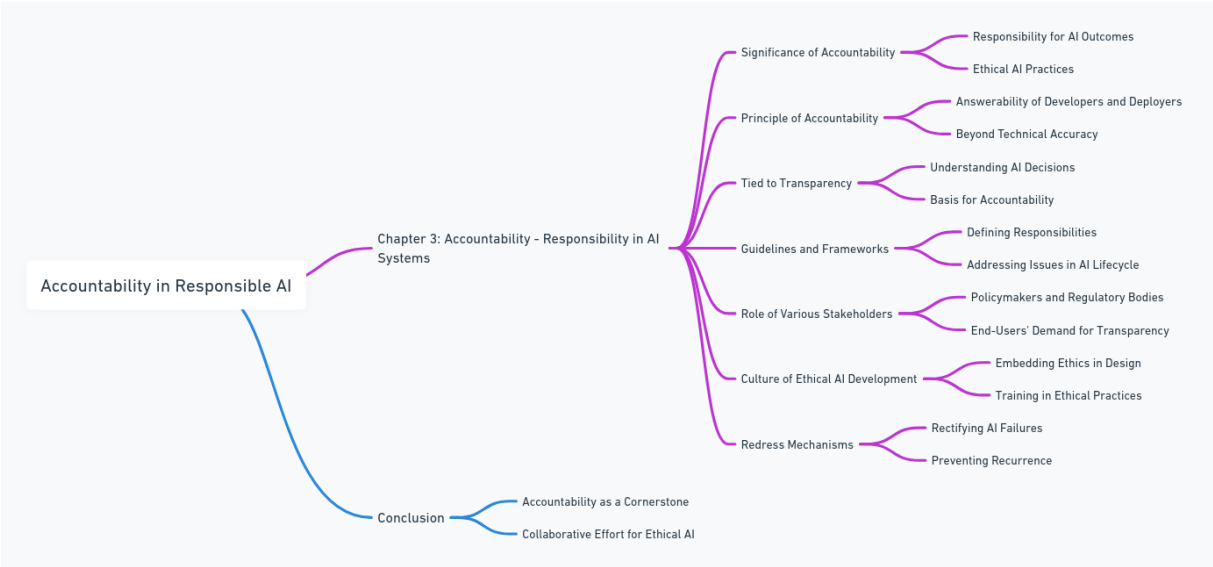 Accountability in Responsible AI
Chapter 3: Accountability - Responsibility in AI
Systems
Significance of Accountability
Responsibility for AI Outcomes
Ethical AI Practices
Principle of Accountability
Answerability of Developers and Deployers
Beyond Technical Accuracy
Tied to Transparency
Understanding AI Decisions
Basis for Accountability
Guidelines and Frameworks
Defining Responsibilities
Addressing Issues in AI Lifecycle
Role of Various Stakeholders
Policymakers and Regulatory Bodies
End-Users' Demand for Transparency
Culture of Ethical AI Development
Embedding Ethics in Design
Training in Ethical Practices
Redress Mechanisms
Rectifying AI Failures
Preventing Recurrence
Conclusion
Accountability as a Cornerstone
Collaborative Effort for Ethical AI